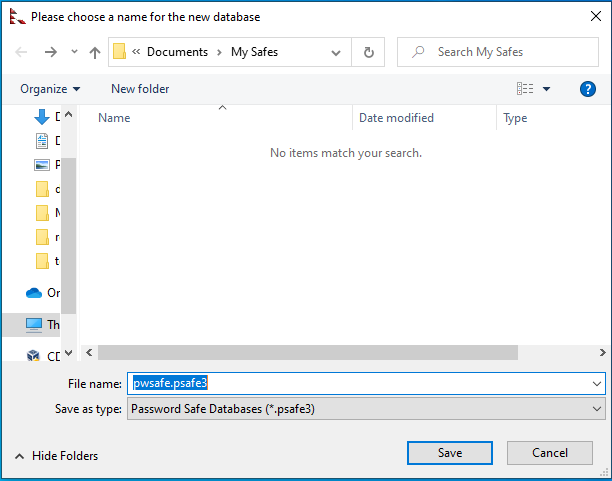 Please choose a name for the new database
« Documents > My Safes
Search My Safes
Organize
New folder
?
Name
Date modified
Type
No items match your search.
D
D
P
c
M
r
t
On
Th
CD
File name:
pwsafe.psafe3
Save as type:
Password Safe Databases (*.psafe3)
Hide Folders
Save
Cancel